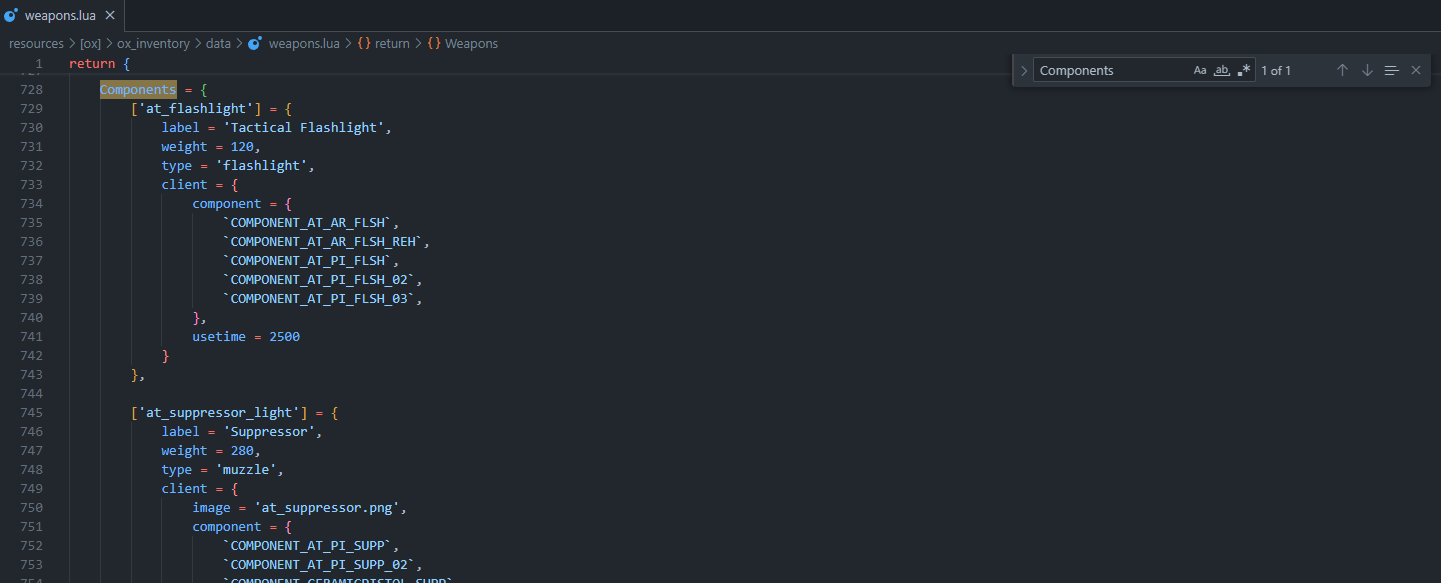 weapons.lua
resources > [ox] > ox_inventory > data > weapons.lua > {} return > {} Weapons
Components Aa ab .* 1 of 1
1 return {
728 Components = {
729 ['at_flashlight'] = {
730 label = 'Tactical Flashlight',
731 weight = 120,
732 type = 'flashlight',
733 client = {
734 component = {
735 `COMPONENT_AT_AR_FLSH`,
736 `COMPONENT_AT_AR_FLSH_REH`,
737 `COMPONENT_AT_PI_FLSH`,
738 `COMPONENT_AT_PI_FLSH_02`,
739 `COMPONENT_AT_PI_FLSH_03`,
740 },
741 usetime = 2500
742 }
743 },
744
745 ['at_suppressor_light'] = {
746 label = 'Suppressor',
747 weight = 280,
748 type = 'muzzle',
749 client = {
750 image = 'at_suppressor.png',
751 component = {
752 `COMPONENT_AT_PI_SUPP`,
753 `COMPONENT_AT_PI_SUPP_02`,
754